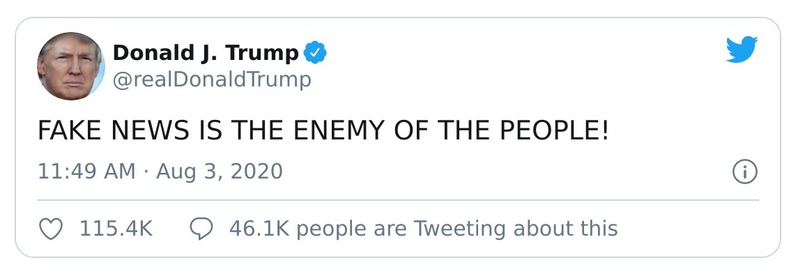 Donald J. Trump
@realDonaldTrump
FAKE NEWS IS THE ENEMY OF THE PEOPLE!
11:49 AM · Aug 3, 2020
115.4K 46.1K people are Tweeting about this